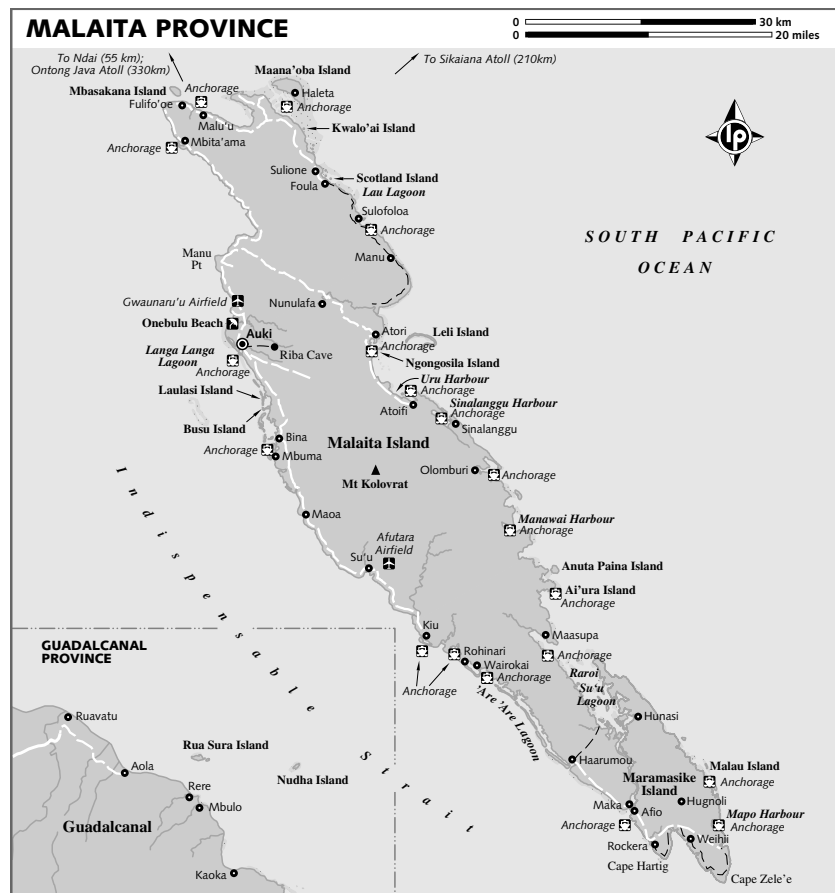 MALAITA PROVINCE
0 30 km
0 20 miles
To Ndai (55 km);
Ontong Java Atoll (330km)
To Sikaiana Atoll (210km)
Maana'oba Island
Mbasakana Island
Anchorage
Haleta
Anchorage
Fulifo'oe
Malu'u
Kwalo'ai Island
Mbita'ama
Anchorage
lp
Sulione
Scotland Island
Foula
Lau Lagoon
Sulofoloa
Anchorage
SOUTH PACIFIC
OCEAN
Manu
Pt
Manu
Gwaunaru'u Airfield
Nunulafa
Onebulu Beach
Auki
Atori
Leli Island
Anchorage
Langa Langa
Lagoon
Riba Cave
Ngongosila Island
Anchorage
Uru Harbour
Anchorage
Laulasi Island
Atoifi
Sinalanggu Harbour
Anchorage
Sinalanggu
Busu Island
Bina
Malaita Island
Anchorage
Mbuma
Mt Kolovrat
Olomburi
Anchorage
Maoa
Manawai Harbour
Anchorage
Afutara
Airfield
Su'u
Anuta Paina Island
Ai'ura Island
Anchorage
Indispensable Strait
Kiu
Maasupa
GUADALCANAL
PROVINCE
Rohinari
Wairokai
Anchorage
Anchorage
Anchorage
Raroi
Su'u
Lagoon
'Are 'Are Lagoon
Ruavatu
Hunasi
Rua Sura Island
Haarumou
Malau Island
Anchorage
Aola
Nudha Island
Maramasike
Island
Rere
Mbulo
Maka
Afio
Hugnoli
Mapo Harbour
Anchorage
Guadalcanal
Anchorage
Rockera
Weihii
Cape Hartig
Kaoka
Cape Zele'e